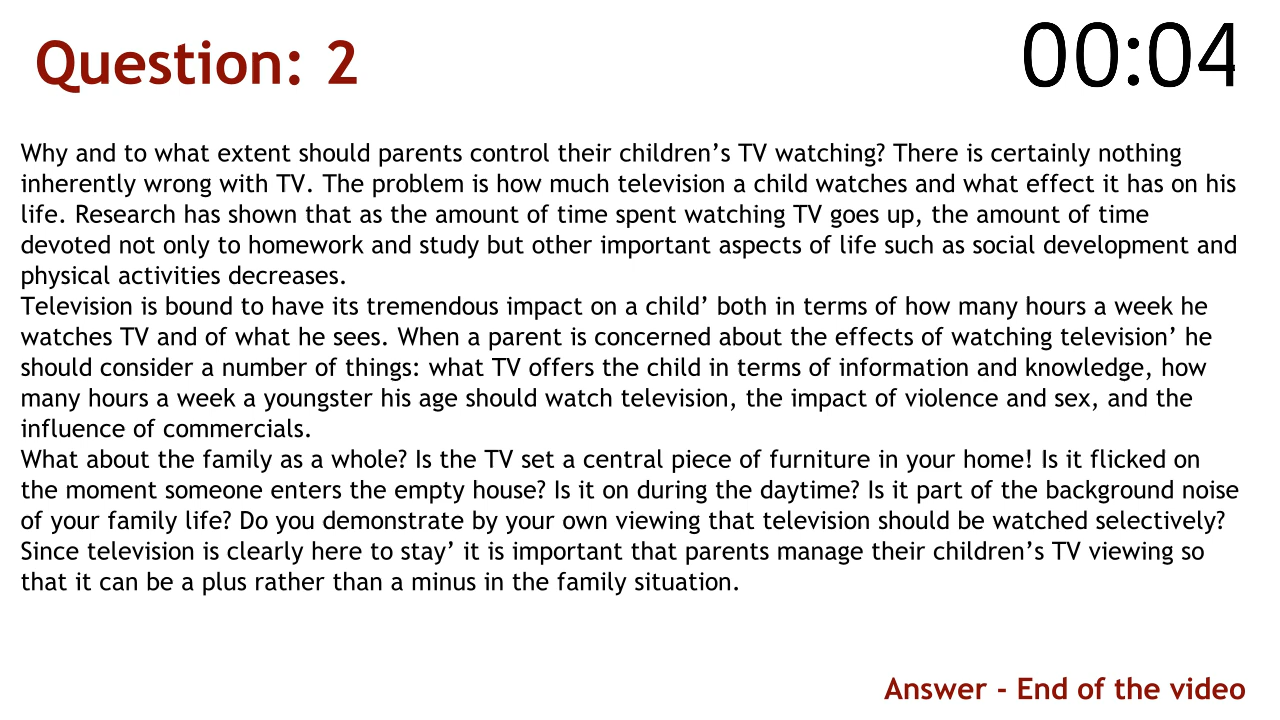 Question: 2
00:04
Why and to what extent should parents control their children’s TV watching? There is certainly nothing
inherently wrong with TV. The problem is how much television a child watches and what effect it has on his
life. Research has shown that as the amount of time spent watching TV goes up, the amount of time
devoted not only to homework and study but other important aspects of life such as social development and
physical activities decreases.
Television is bound to have its tremendous impact on a child’ both in terms of how many hours a week he
watches TV and of what he sees. When a parent is concerned about the effects of watching television’ he
should consider a number of things: what TV offers the child in terms of information and knowledge, how
many hours a week a youngster his age should watch television, the impact of violence and sex, and the
influence of commercials.
What about the family as a whole? Is the TV set a central piece of furniture in your home! Is it flicked on
the moment someone enters the empty house? Is it on during the daytime? Is it part of the background noise
of your family life? Do you demonstrate by your own viewing that television should be watched selectively?
Since television is clearly here to stay’ it is important that parents manage their children’s TV viewing so
that it can be a plus rather than a minus in the family situation.
Answer - End of the video